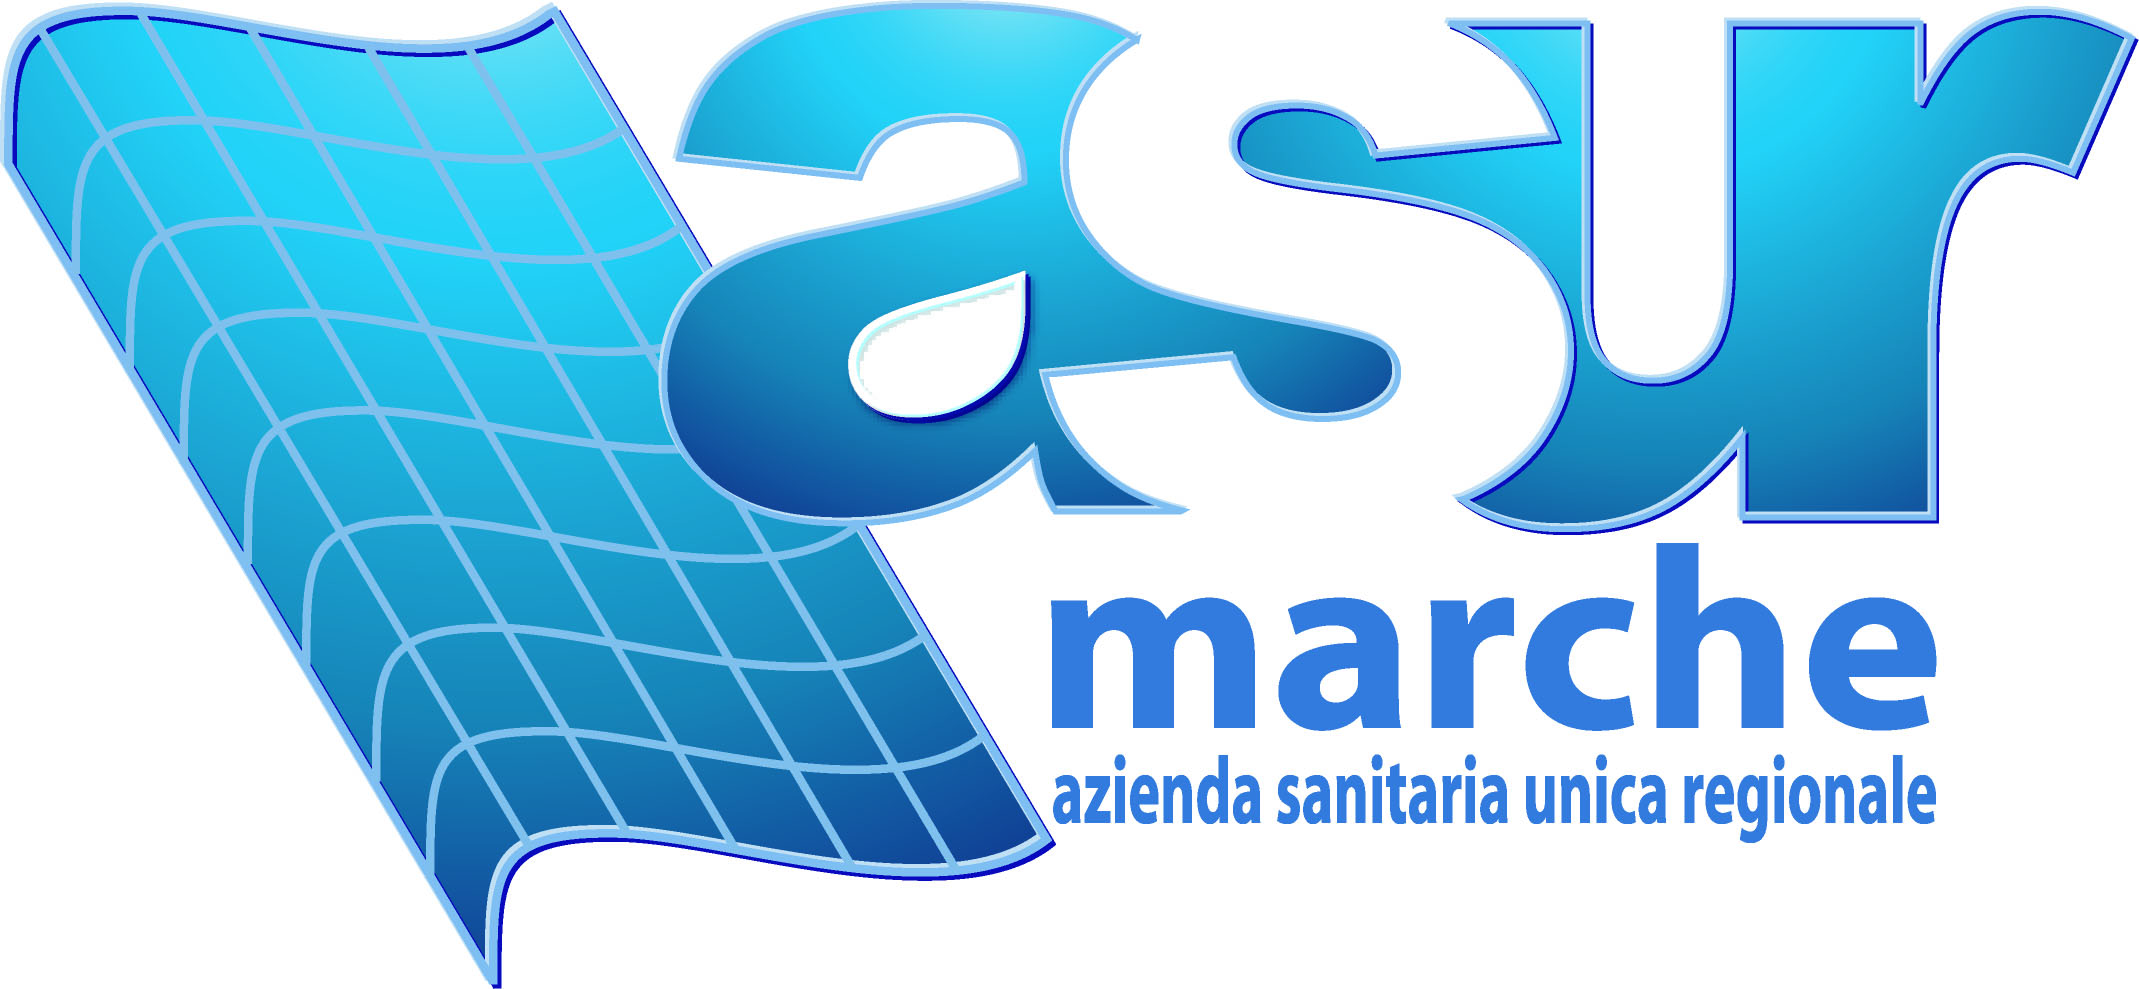 asur
marche
azienda sanitaria unica regionale